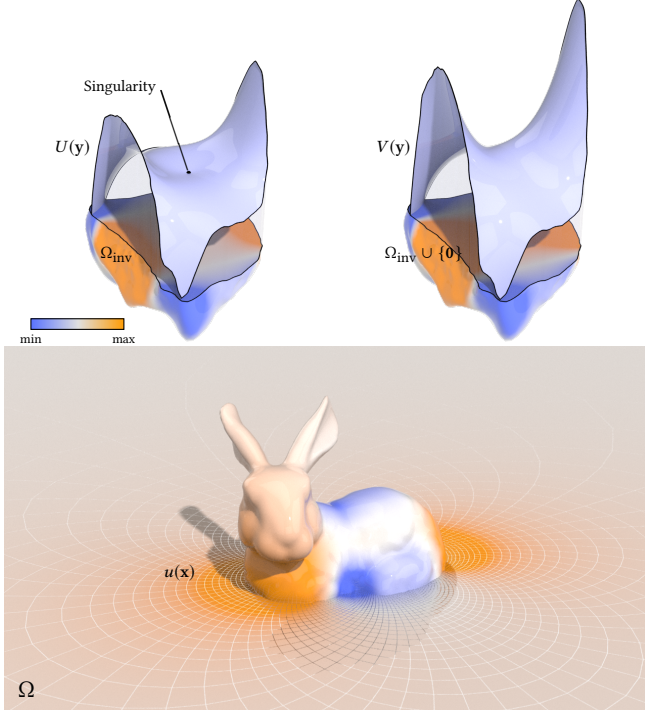 Singularity
U(y)
V(y)
Ω_inv
Ω_inv ∪ {0}
min
max
u(x)
Ω